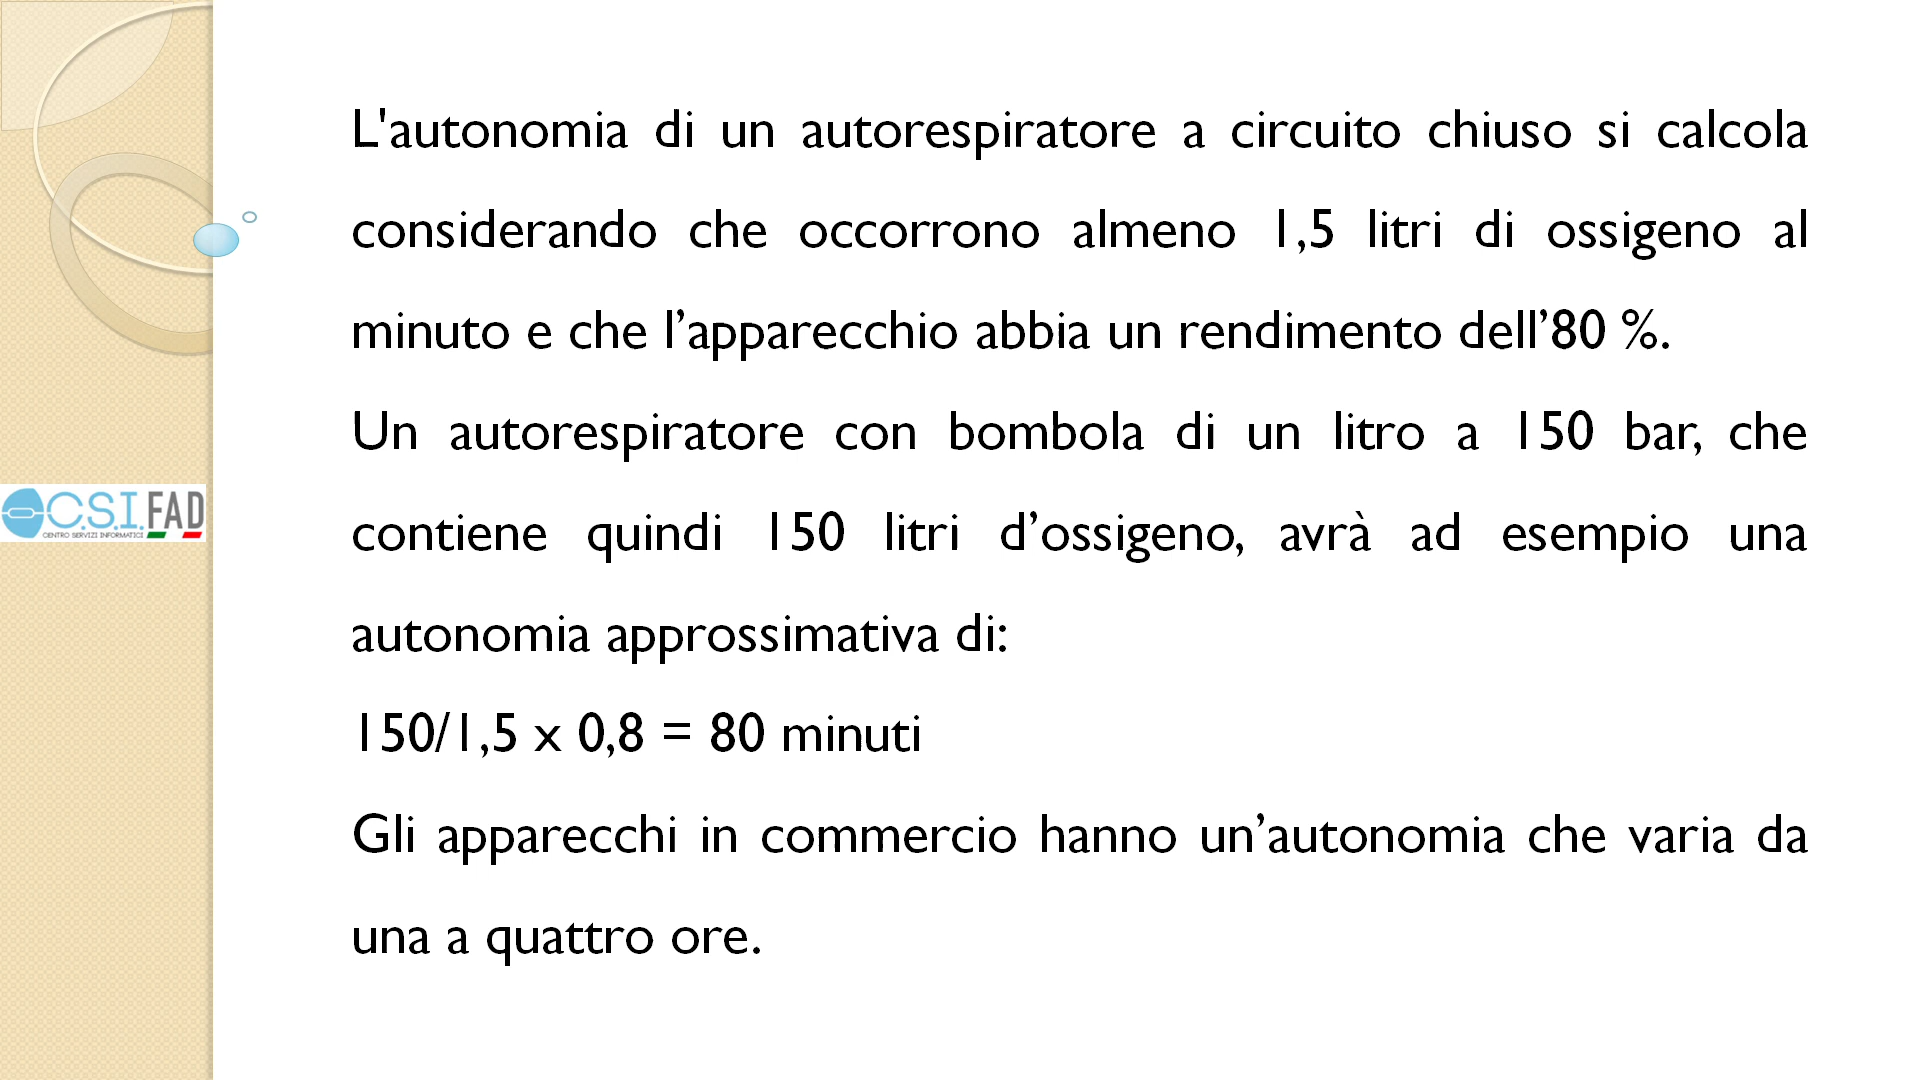 L'autonomia di un autorespiratore a circuito chiuso si calcola
considerando che occorrono almeno 1,5 litri di ossigeno al
minuto e che l’apparecchio abbia un rendimento dell’80 %.
Un autorespiratore con bombola di un litro a 150 bar, che
contiene quindi 150 litri d’ossigeno, avrà ad esempio una
autonomia approssimativa di:
150/1,5 x 0,8 = 80 minuti
Gli apparecchi in commercio hanno un’autonomia che varia da
una a quattro ore.
C.S.I.FAD
CENTRO SERVIZI INFORMATICI